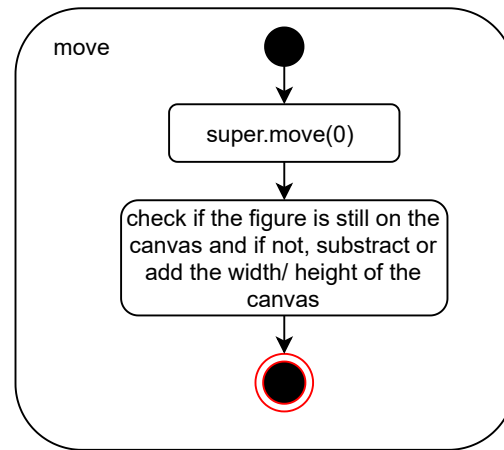 move
super.move(0)
check if the figure is still on the
canvas and if not, substract or
add the width/ height of the
canvas